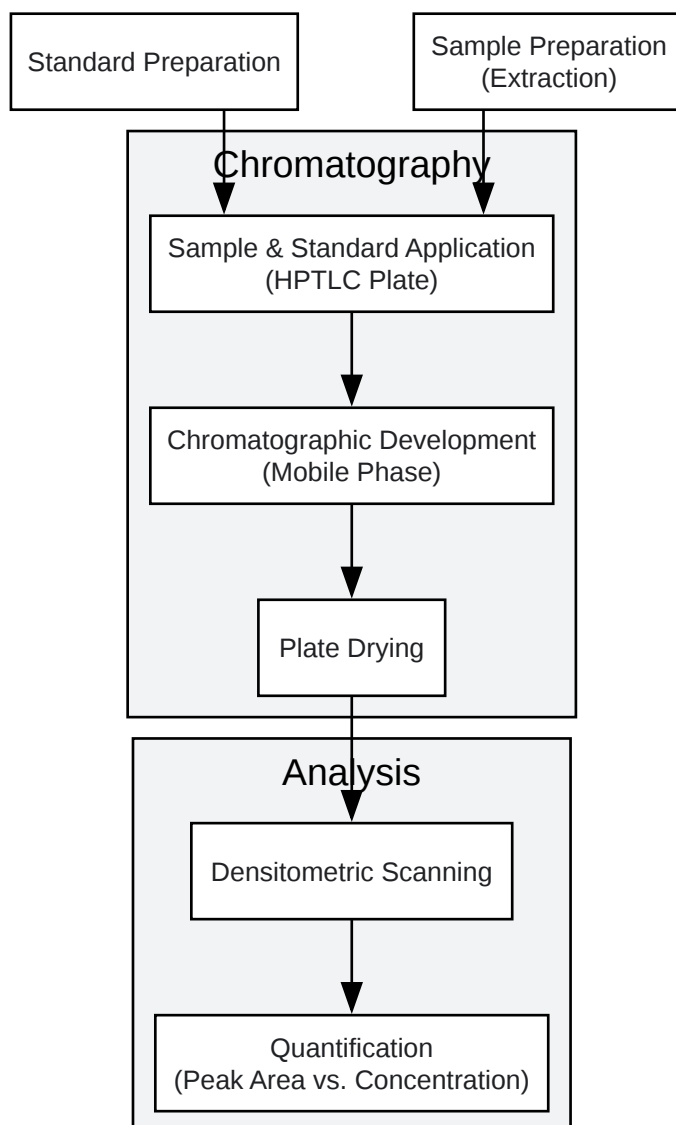 Standard Preparation
Sample Preparation
(Extraction)
Chromatography
Sample & Standard Application
(HPTLC Plate)
Chromatographic Development
(Mobile Phase)
Plate Drying
Analysis
Densitometric Scanning
Quantification
(Peak Area vs. Concentration)